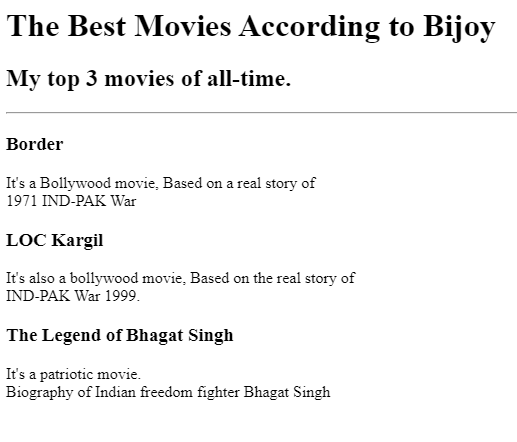 The Best Movies According to Bijoy
My top 3 movies of all-time.
Border
It's a Bollywood movie, Based on a real story of
1971 IND-PAK War
LOC Kargil
It's also a bollywood movie, Based on the real story of
IND-PAK War 1999.
The Legend of Bhagat Singh
It's a patriotic movie.
Biography of Indian freedom fighter Bhagat Singh